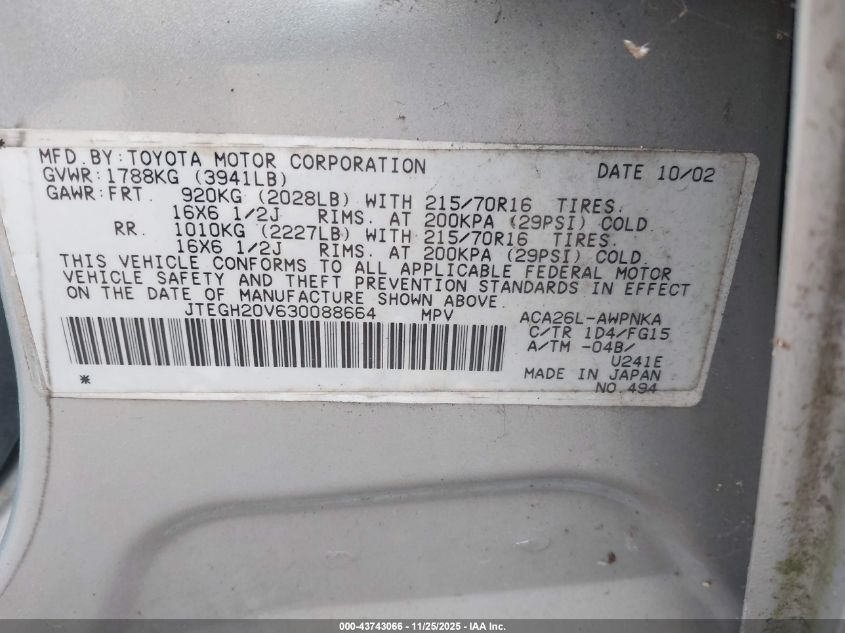 MFD. BY: TOYOTA MOTOR CORPORATION DATE 10/02
GVWR: 1788KG (3941LB)
GAWR: FRT. 920KG (2028LB) WITH 215/70R16 TIRES.
16X6 1/2J RIMS. AT 200KPA (29PSI) COLD.
RR. 1010KG (2227LB) WITH 215/70R16 TIRES.
16X6 1/2J RIMS. AT 200KPA (29PSI) COLD.
THIS VEHICLE CONFORMS TO ALL APPLICABLE FEDERAL MOTOR
VEHICLE SAFETY AND THEFT PREVENTION STANDARDS IN EFFECT
ON THE DATE OF MANUFACTURE SHOWN ABOVE.
JTEGH20V630088664 MPV ACA26L-AWPNKA
C/TR 1D4/FG15
A/TM -04B/
U241E
MADE IN JAPAN
* NO. 494
000-43743066 - 11/25/2025 - IAA Inc.